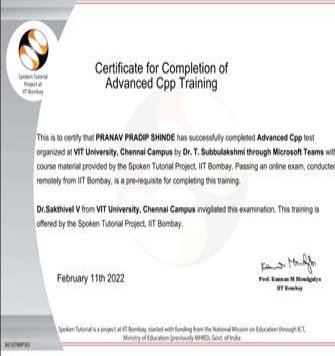 Spoken Tutorial
Project at
IIT Bombay
Certificate for Completion of
Advanced Cpp Training
This is to certify that PRANAV PRADIP SHINDE has successfully completed Advanced Cpp test
organized at VIT University, Chennai Campus by Dr. T. Subbulakshmi through Microsoft Teams with
course material provided by the Spoken Tutorial Project, IIT Bombay. Passing an online exam, conducted
remotely from IIT Bombay, is a pre-requisite for completing this training.
Dr.Sakthivel V from VIT University, Chennai Campus invigilated this examination. This training is
offered by the Spoken Tutorial Project, IIT Bombay.
February 11th 2022
Prof. Kannan M Moudgalya
IIT Bombay
Spoken Tutorial is a project at IIT Bombay, started with funding from the National Mission on Education through ICT,
Ministry of Education (previously MHRD), Govt. of India